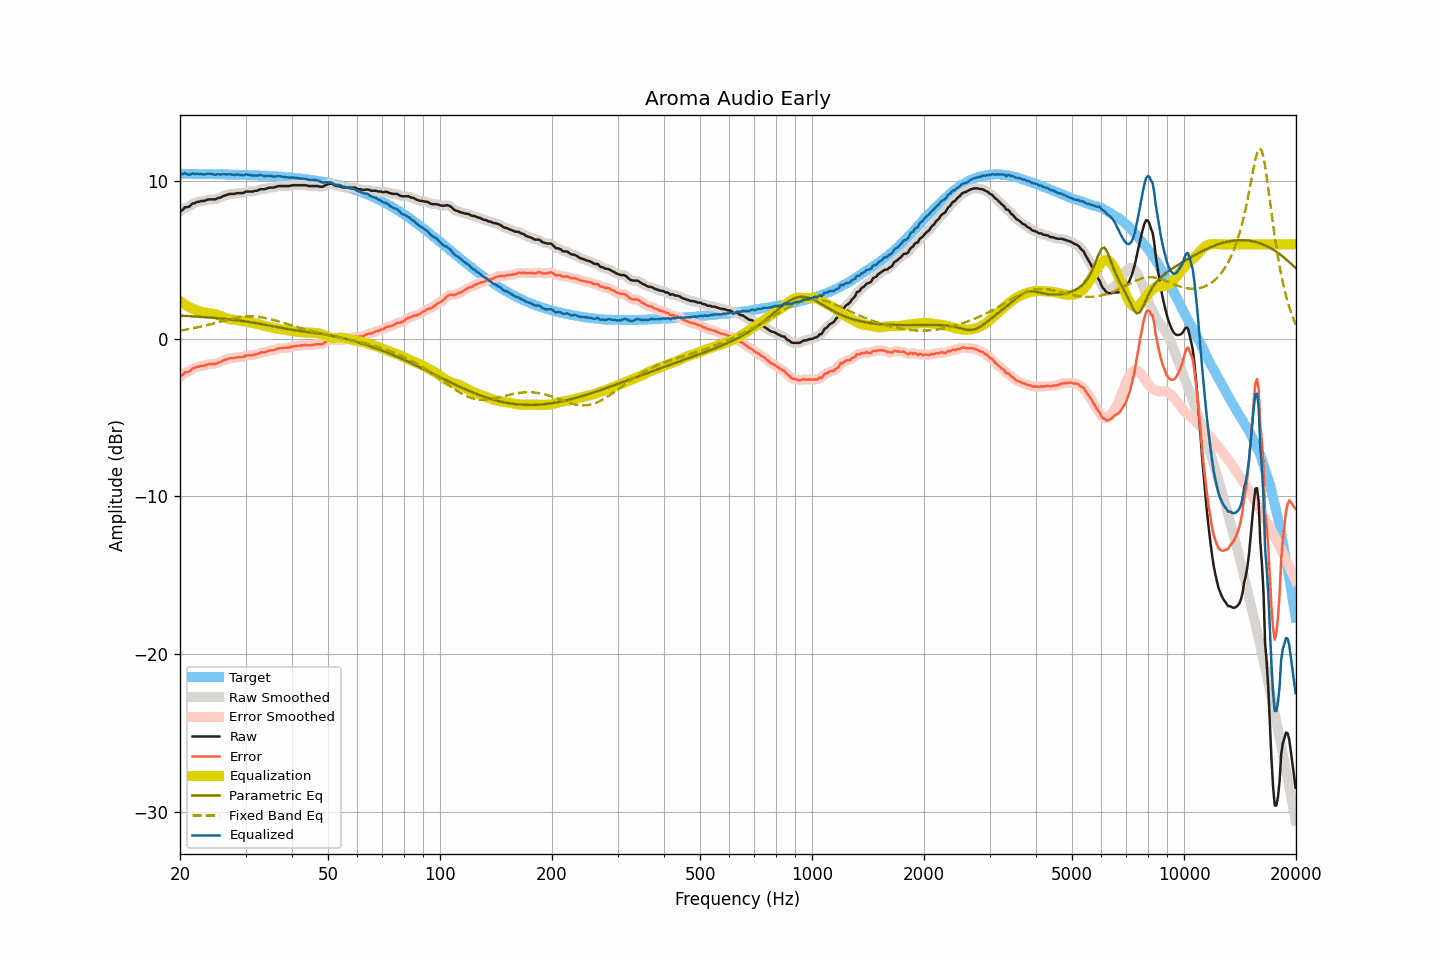 Aroma Audio Early
10
0
−10
−20
−30
Amplitude (dBr)
Target
Raw Smoothed
Error Smoothed
Raw
Error
Equalization
Parametric Eq
Fixed Band Eq
Equalized
20 50 100 200 500 1000 2000 5000 10000 20000
Frequency (Hz)